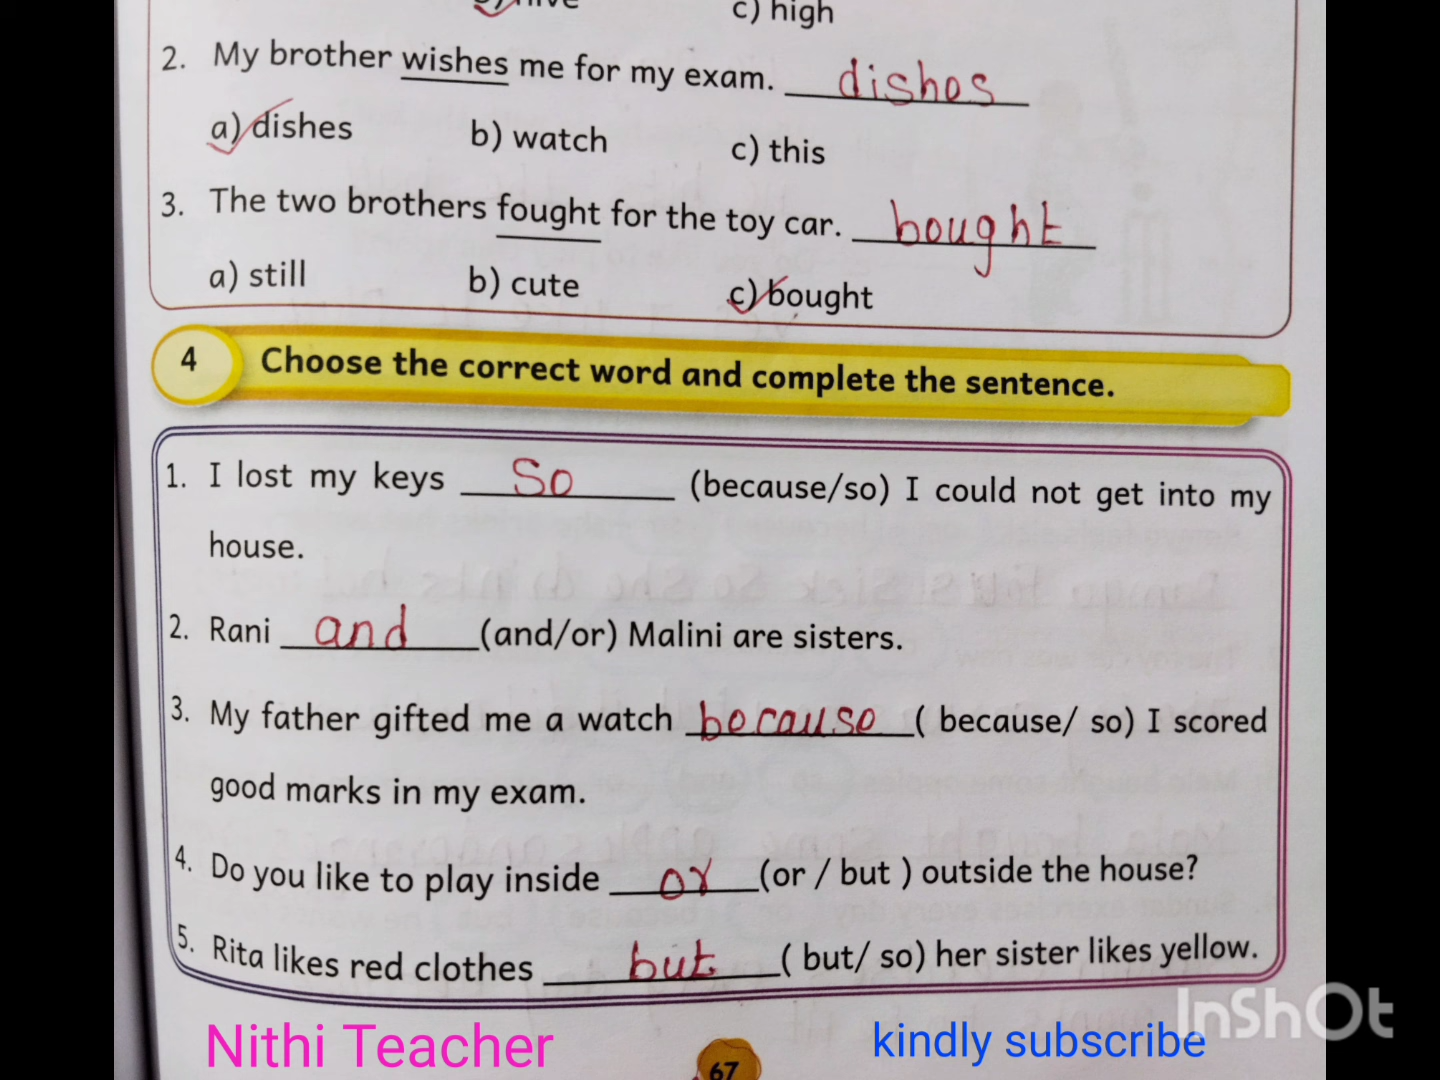 c) high
2. My brother wishes me for my exam. dishes
a) dishes b) watch c) this
3. The two brothers fought for the toy car. bought
a) still b) cute c) bought
4 Choose the correct word and complete the sentence.
1. I lost my keys So (because/so) I could not get into my
house.
2. Rani and (and/or) Malini are sisters.
3. My father gifted me a watch because ( because/ so) I scored
good marks in my exam.
4. Do you like to play inside or (or / but ) outside the house?
5. Rita likes red clothes but ( but/ so) her sister likes yellow.
Nithi Teacher kindly subscribe InShOt
67